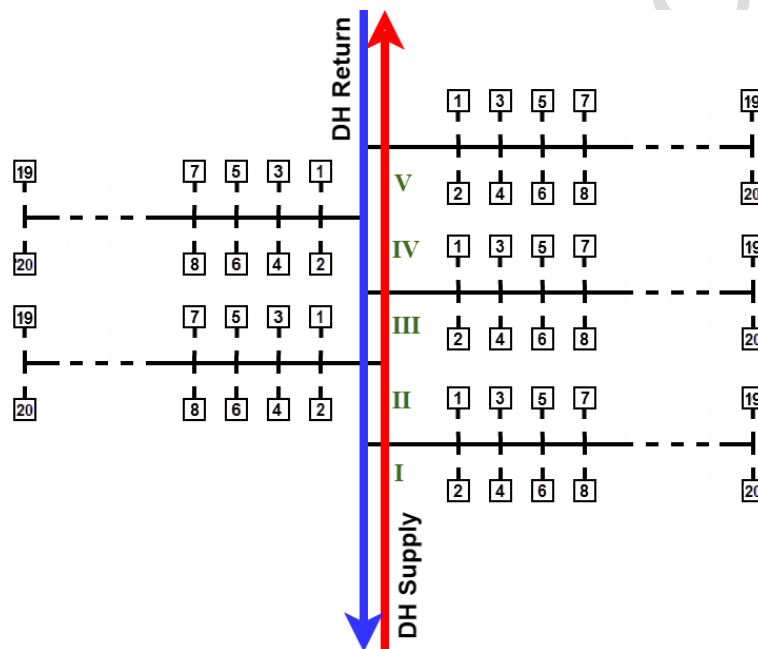 DH Return
1 3 5 7 19
V
2 4 6 8 20
19 7 5 3 1
20 8 6 4 2
IV
1 3 5 7 19
2 4 6 8 20
III
19 7 5 3 1
20 8 6 4 2
II
1 3 5 7 19
2 4 6 8 20
I
DH Supply